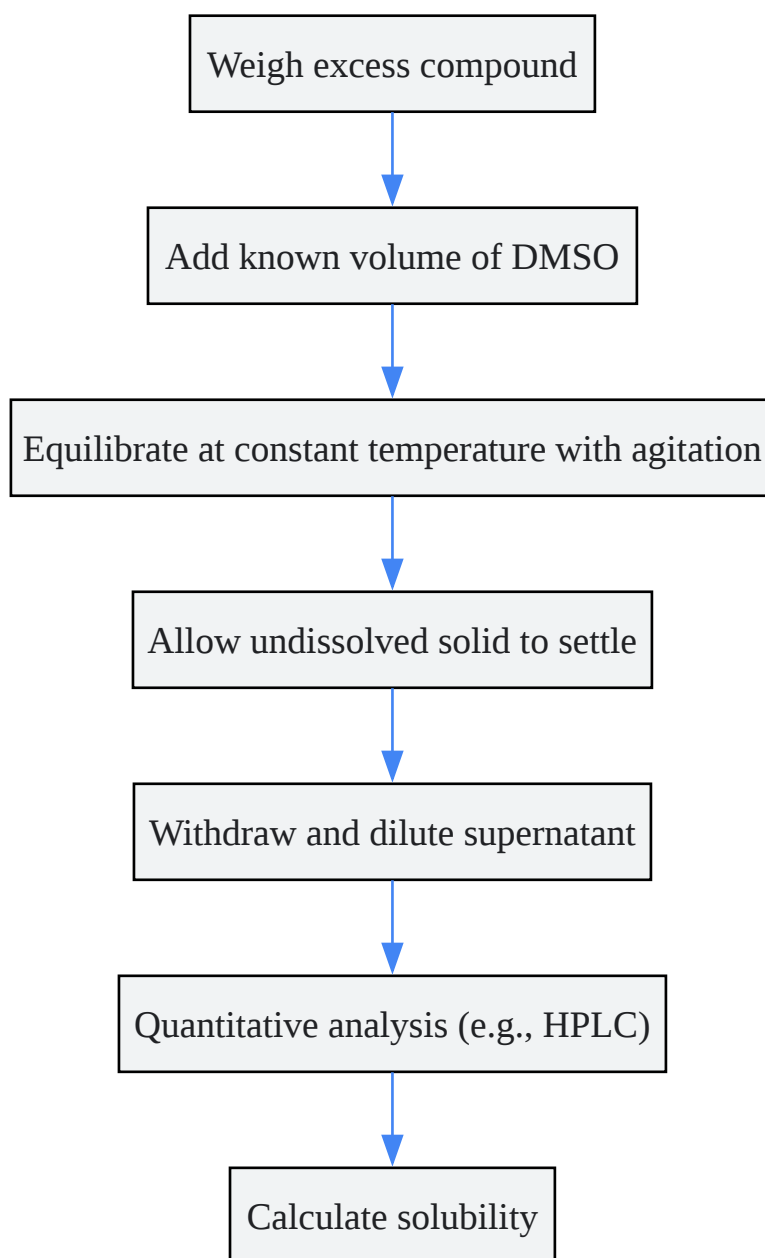 Weigh excess compound
Add known volume of DMSO
Equilibrate at constant temperature with agitation
Allow undissolved solid to settle
Withdraw and dilute supernatant
Quantitative analysis (e.g., HPLC)
Calculate solubility